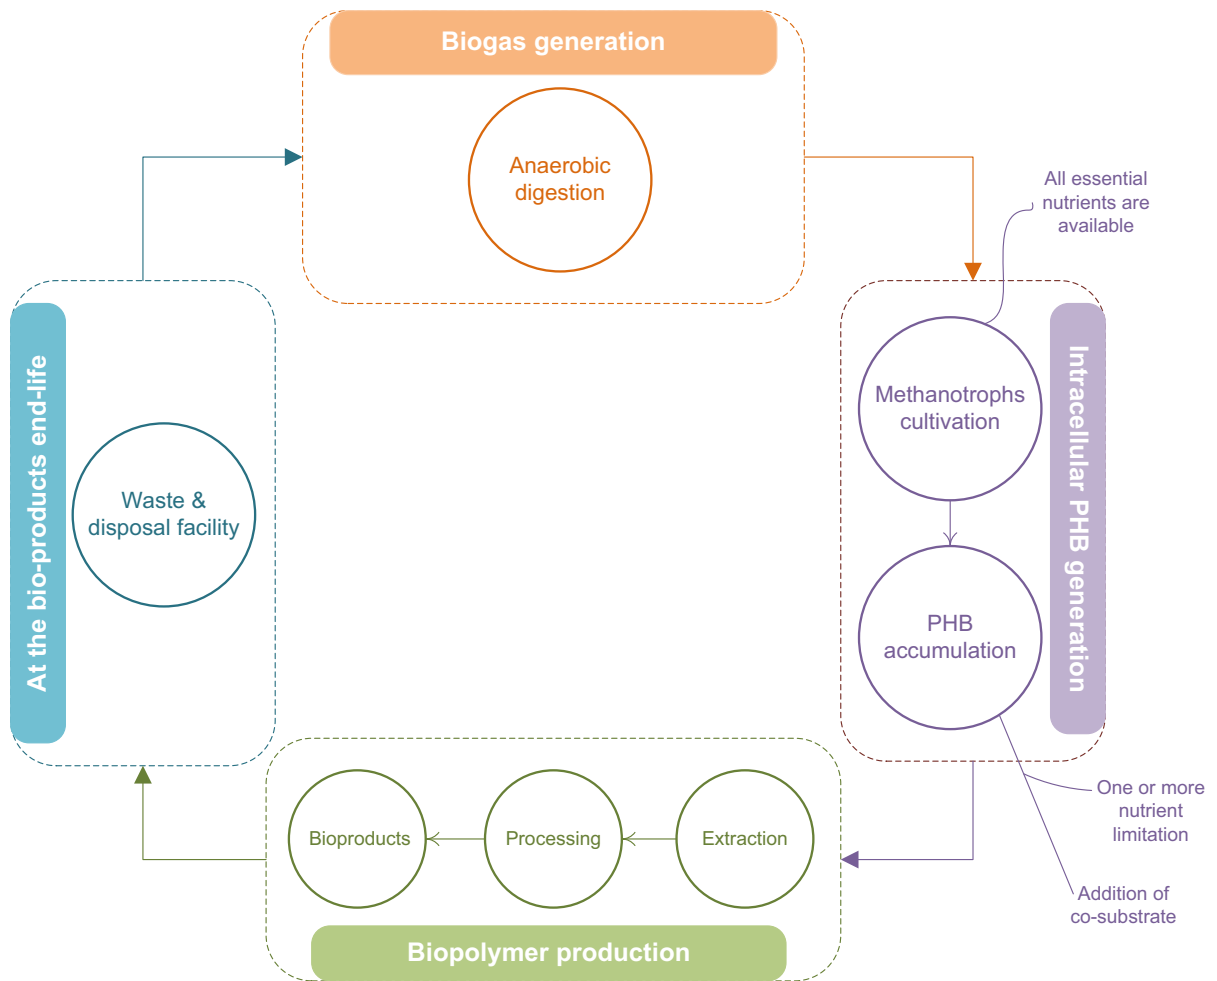 Biogas generation
Anaerobic
digestion
All essential
nutrients are
available
Methanotrophs
cultivation
PHB
accumulation
Intracellular PHB generation
One or more
nutrient
limitation
Addition of
co-substrate
Extraction
Processing
Bioproducts
Biopolymer production
Waste &
disposal facility
At the bio-products end-life